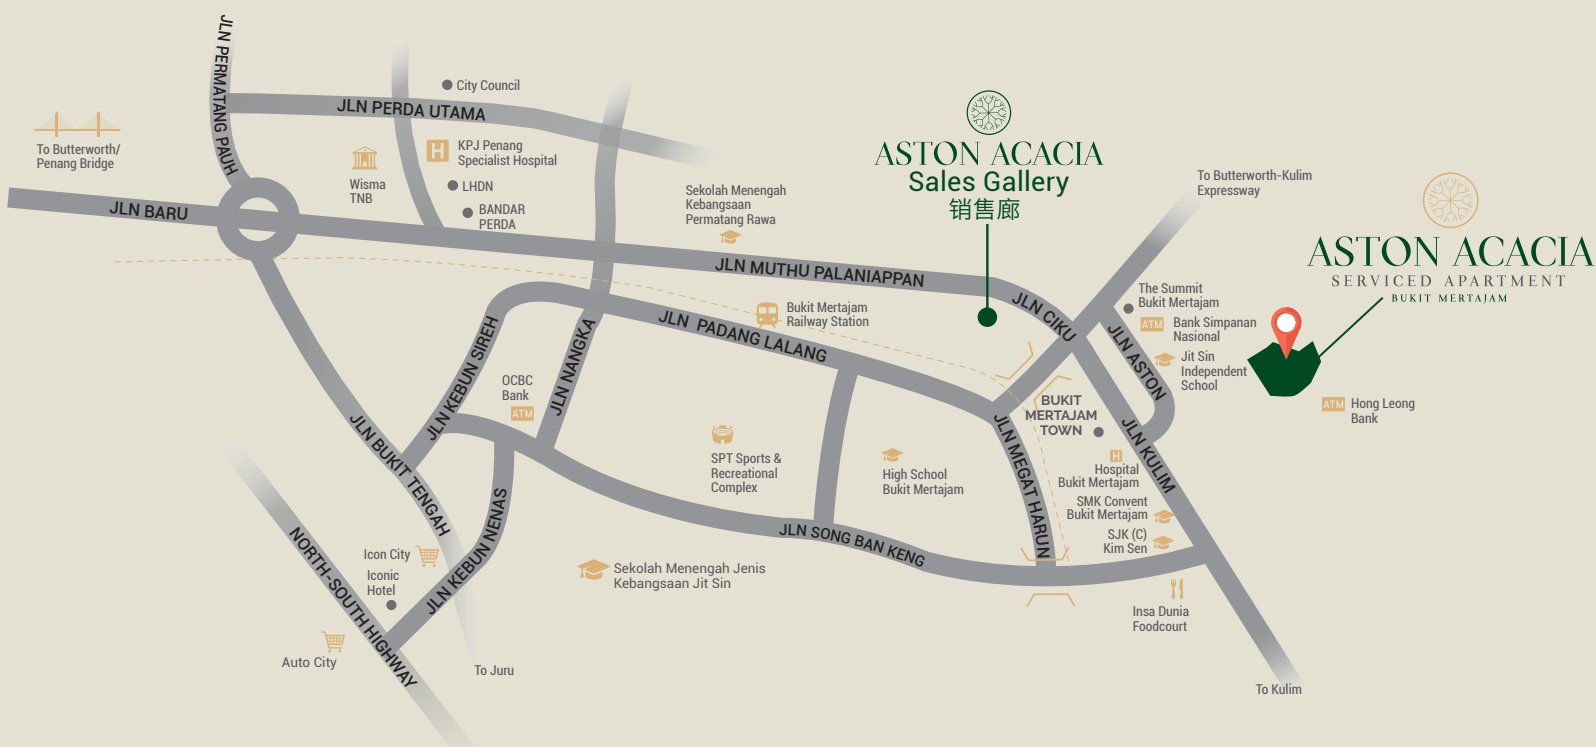 JLN PERMATANG PAUH
City Council
JLN PERDA UTAMA
To Butterworth/
Penang Bridge
KPJ Penang
Specialist Hospital
Wisma
TNB
LHDN
BANDAR
PERDA
JLN BARU
Sekolah Menengah
Kebangsaan
Permatang Rawa
ASTON ACACIA
Sales Gallery
销售廊
To Butterworth-Kulim
Expressway
ASTON ACACIA
SERVICED APARTMENT
BUKIT MERTAJAM
JLN MUTHU PALANIAPPAN
JLN CIKU
The Summit
Bukit Mertajam
ATM
Bank Simpanan
Nasional
Jit Sin
Independent
School
JLN ASTON
Bukit Mertajam
Railway Station
JLN PADANG LALANG
JLN KEBUN SIREH
JLN NANGKA
OCBC
Bank
ATM
BUKIT
MERTAJAM
TOWN
ATM
Hong Leong
Bank
JLN KULIM
JLN MEGAT HARUN
JLN BUKIT TENGAH
SPT Sports &
Recreational
Complex
High School
Bukit Mertajam
H
Hospital
Bukit Mertajam
SMK Convent
Bukit Mertajam
SJK (C)
Kim Sen
JLN KEBUN NENAS
JLN SONG BAN KENG
NORTH-SOUTH HIGHWAY
Icon City
Iconic
Hotel
Sekolah Menengah Jenis
Kebangsaan Jit Sin
Insa Dunia
Foodcourt
Auto City
To Juru
To Kulim
H